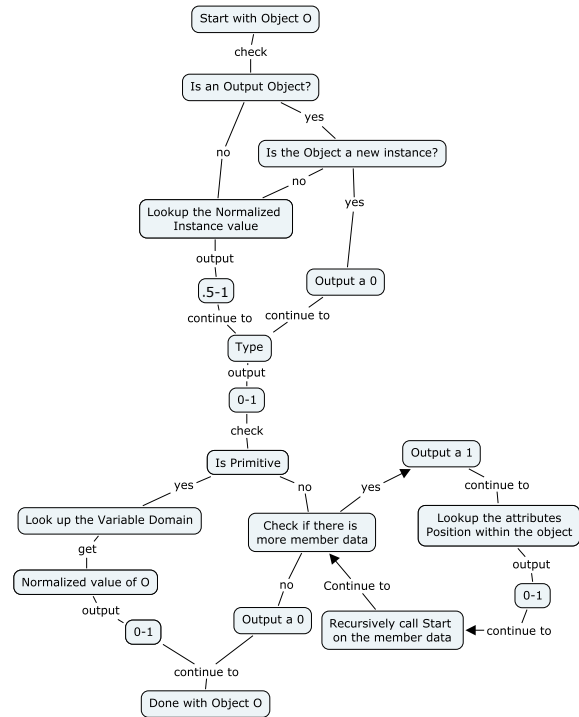 Start with Object O
check
Is an Output Object?
yes
no
Is the Object a new instance?
no
yes
Lookup the Normalized
Instance value
output
.5-1
Output a 0
continue to
continue to
Type
output
0-1
check
Is Primitive
Output a 1
yes
no
yes
continue to
Look up the Variable Domain
Check if there is
more member data
Lookup the attributes
Position within the object
get
output
Normalized value of O
no
Continue to
0-1
output
Output a 0
Recursively call Start
on the member data
continue to
0-1
continue to
Done with Object O